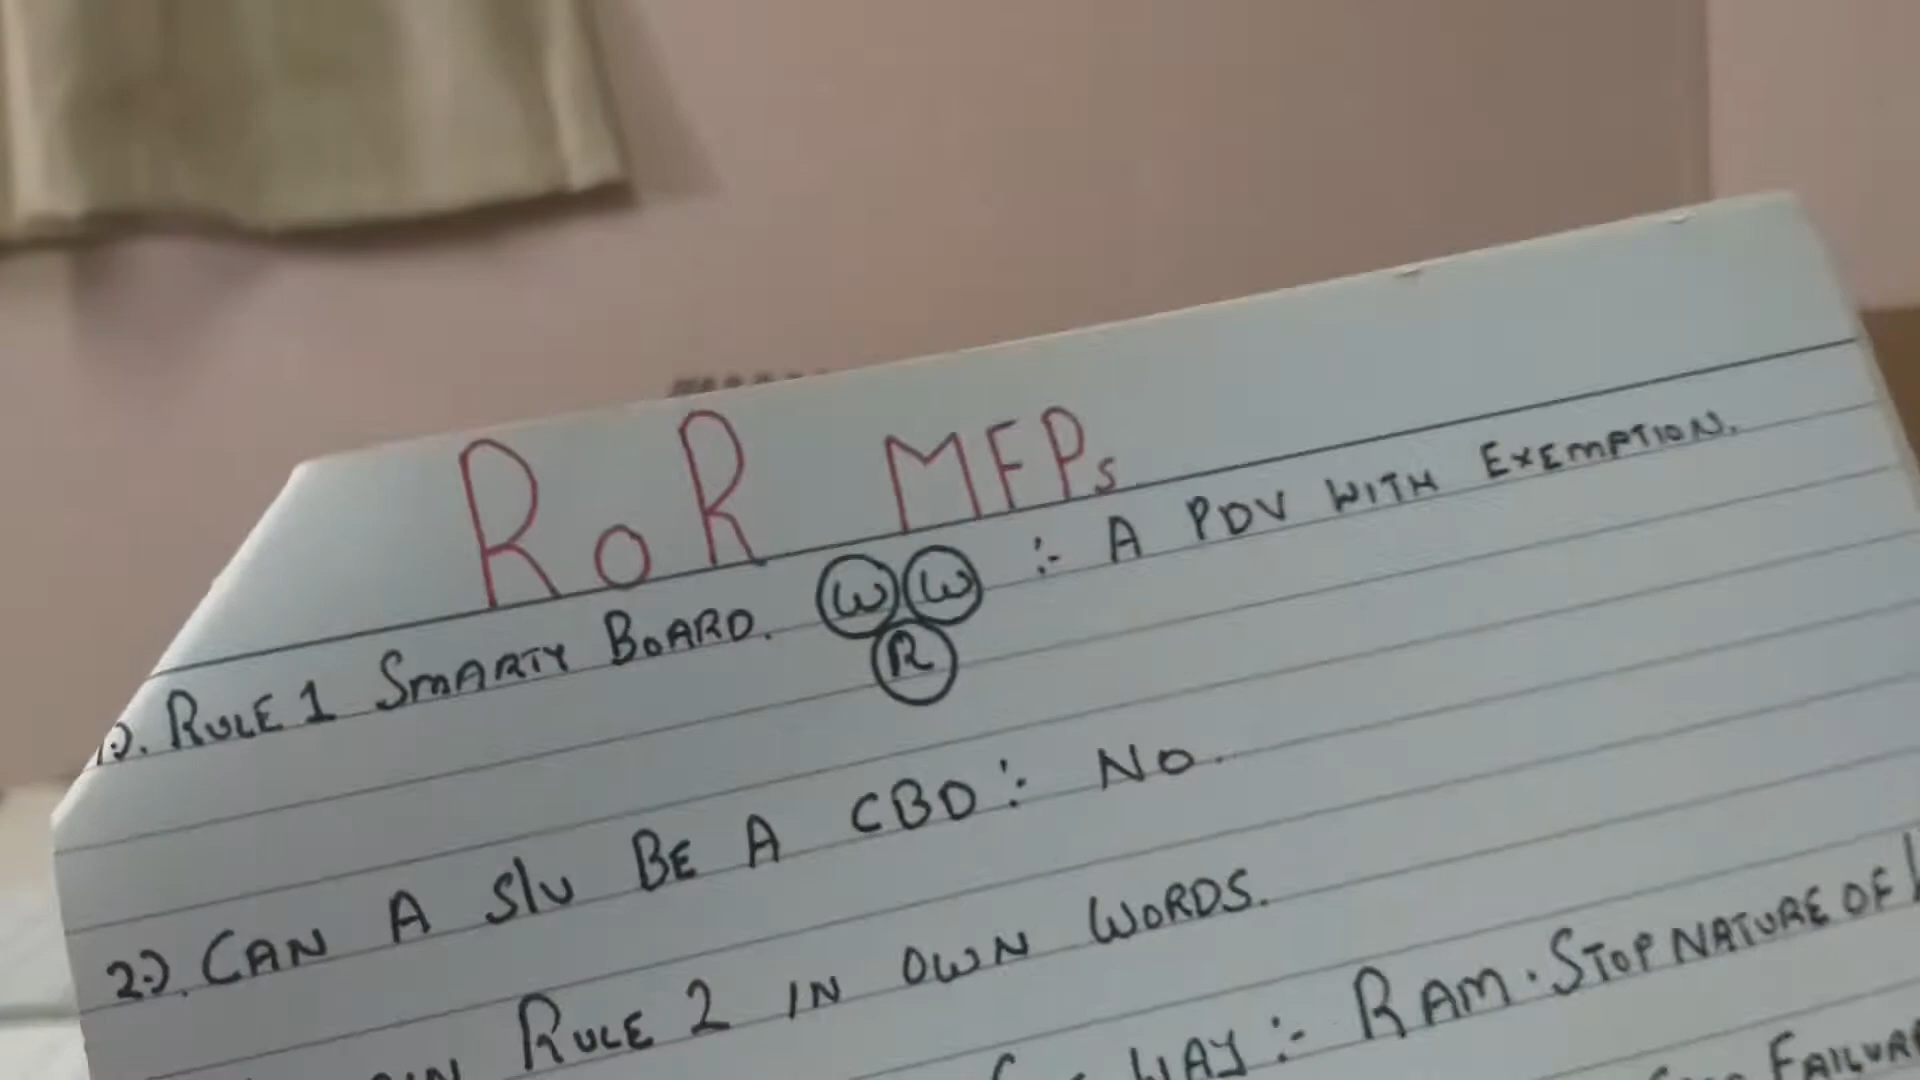 RoR MFPs
1.). RULE 1 SMARTY BOARD. W W R :- A PDV WITH EXEMPTION.
2.). CAN A S/V BE A CBD :- NO.
RULE 2 IN OWN WORDS.
WAY :- RAM. STOP NATURE OF